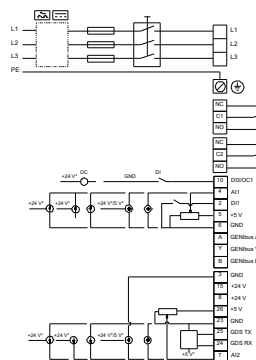 L1
L1
L2
L2
L3
L3
PE
NC
C1
NO
NC
C2
NO
+24 V*
OC
GND
DI
10
DI3/OC1
4
AI1
2
DI1
+24 V*
+24 V*
+24 V*
+24 V*/5 V*
5
+5 V
6
GND
A
GENIbus A
Y
GENIbus Y
B
GENIbus B
3
GND
15
+24 V
8
+24 V
26
+5 V
23
GND
25
GDS TX
24
GDS RX
+24 V*
+24 V*
+24 V*
+24 V*/5 V*
+5 V*
7
AI2